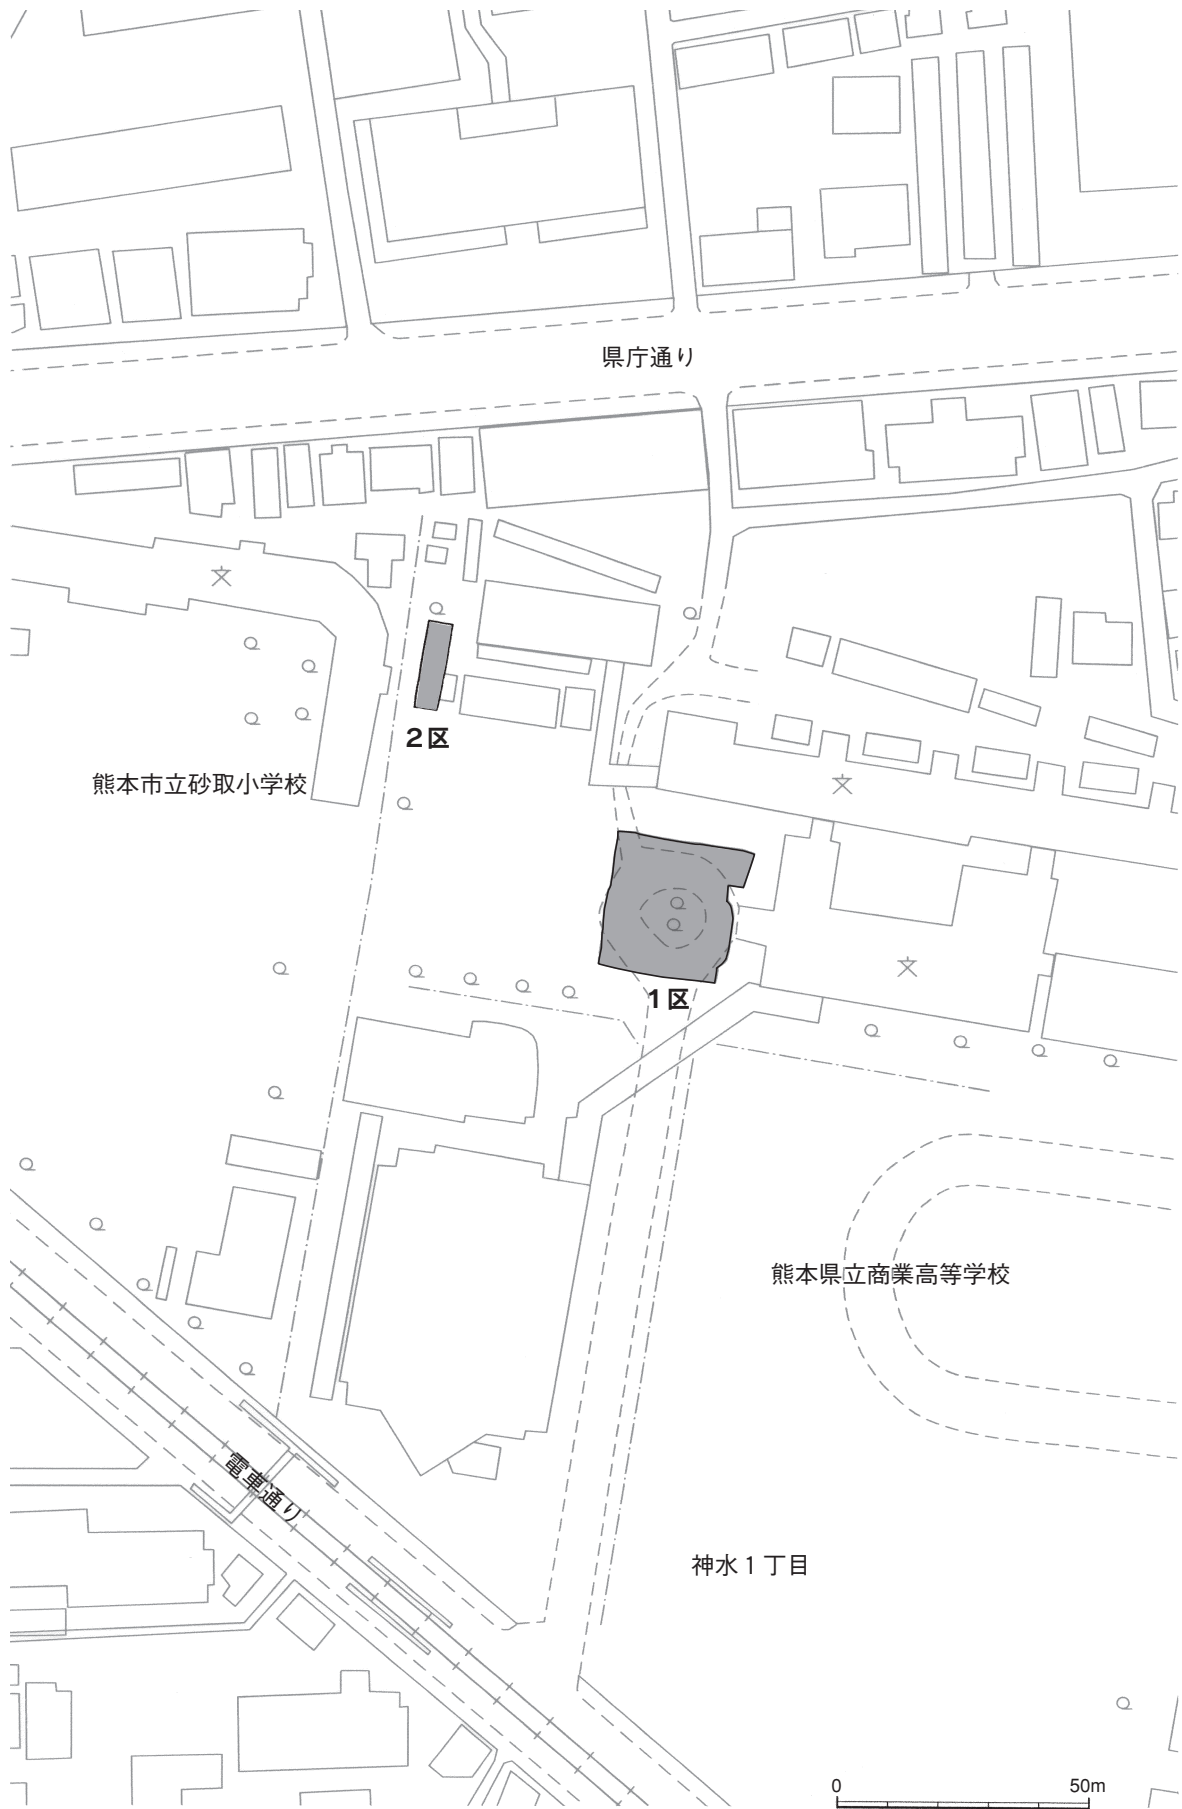 県庁通り
2区
熊本市立砂取小学校
1区
熊本県立商業高等学校
電車通り
神水1丁目
0 50m